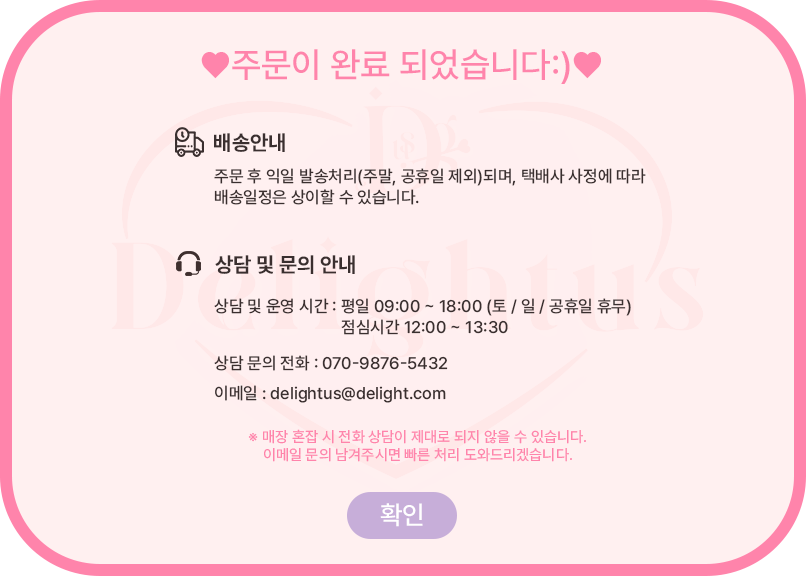 ♥주문이 완료 되었습니다:)♥
배송안내
주문 후 익일 발송처리(주말, 공휴일 제외)되며, 택배사 사정에 따라
배송일정은 상이할 수 있습니다.
상담 및 문의 안내
상담 및 운영 시간 : 평일 09:00 ~ 18:00 (토 / 일 / 공휴일 휴무)
점심시간 12:00 ~ 13:30
상담 문의 전화 : 070-9876-5432
이메일 : delightus@delight.com
※ 매장 혼잡 시 전화 상담이 제대로 되지 않을 수 있습니다.
이메일 문의 남겨주시면 빠른 처리 도와드리겠습니다.
확인
Delightus